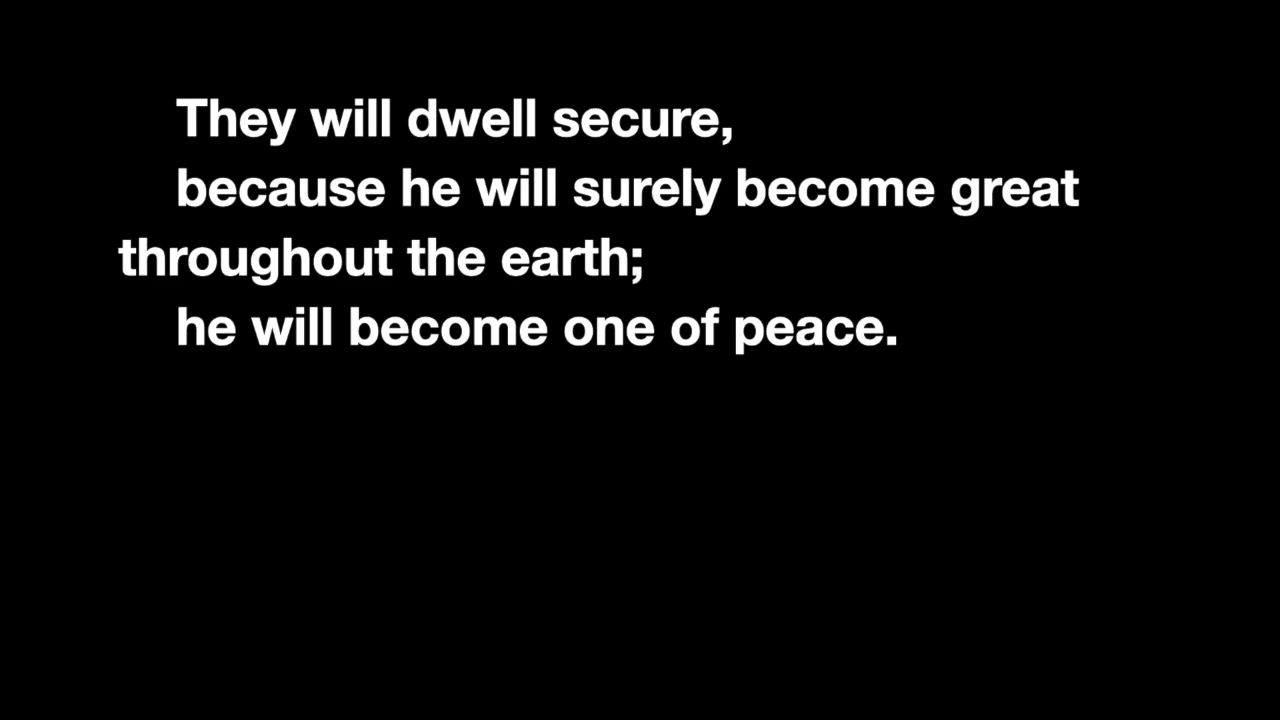 They will dwell secure,
because he will surely become great
throughout the earth;
he will become one of peace.